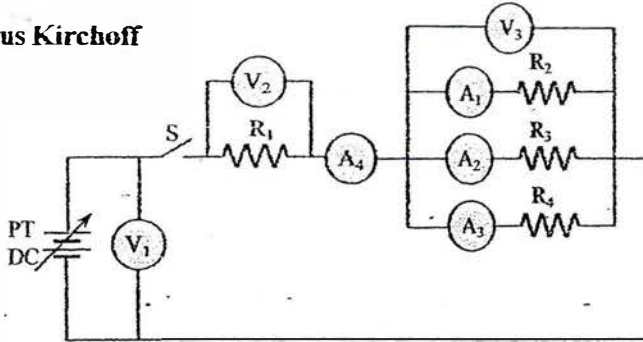 us Kirchoff
V₃
R₂
V₂
A₁
S
R₁
R₃
A₄
A₂
R₄
PT
DC
V₁
A₃